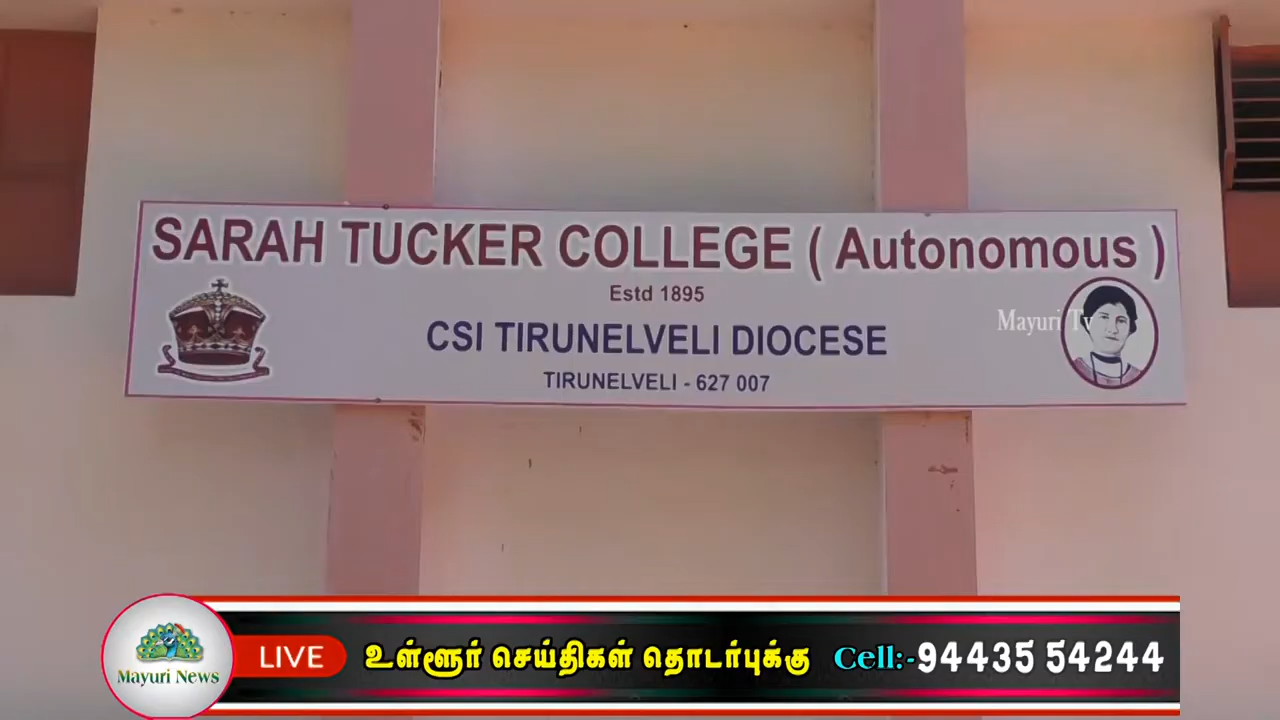 SARAH TUCKER COLLEGE ( Autonomous )
Estd 1895
CSI TIRUNELVELI DIOCESE
TIRUNELVELI - 627 007
Mayuri Tv
Mayuri News
LIVE
உள்ளூர் செய்திகள் தொடர்புக்கு Cell:-94435 54244